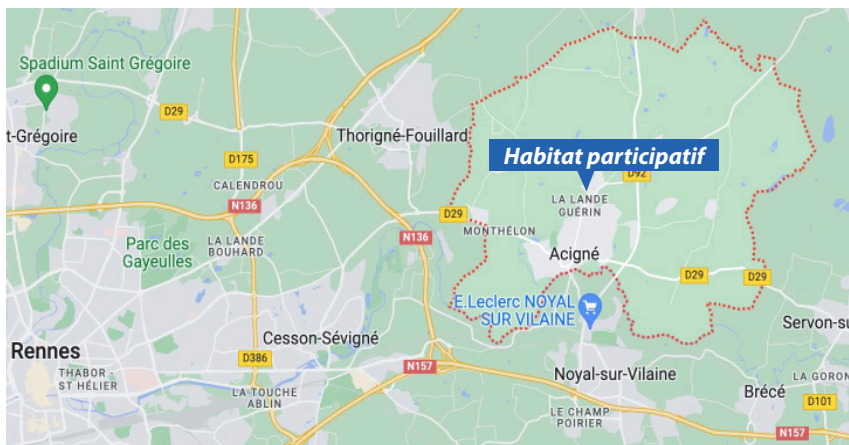 Spadium Saint Grégoire
D29
t-Grégoire
Thorigné-Fouillard
D175
CALENDROU
N136
Habitat participatif
D92
LA LANDE
GUÉRIN
D29
MONTHÉLON
N136
Parc des
Gayeulles
LA LANDE
BOUHARD
Acigné
D29
D29
E.Leclerc NOYAL
SUR VILAINE
Servon-su
Cesson-Sévigné
Rennes
D386
N157
THABOR -
ST HÉLIER
Noyal-sur-Vilaine
LA GORON
Brécé
LA TOUCHE
ABLIN
D101
LE CHAMP
POIRIER
N157